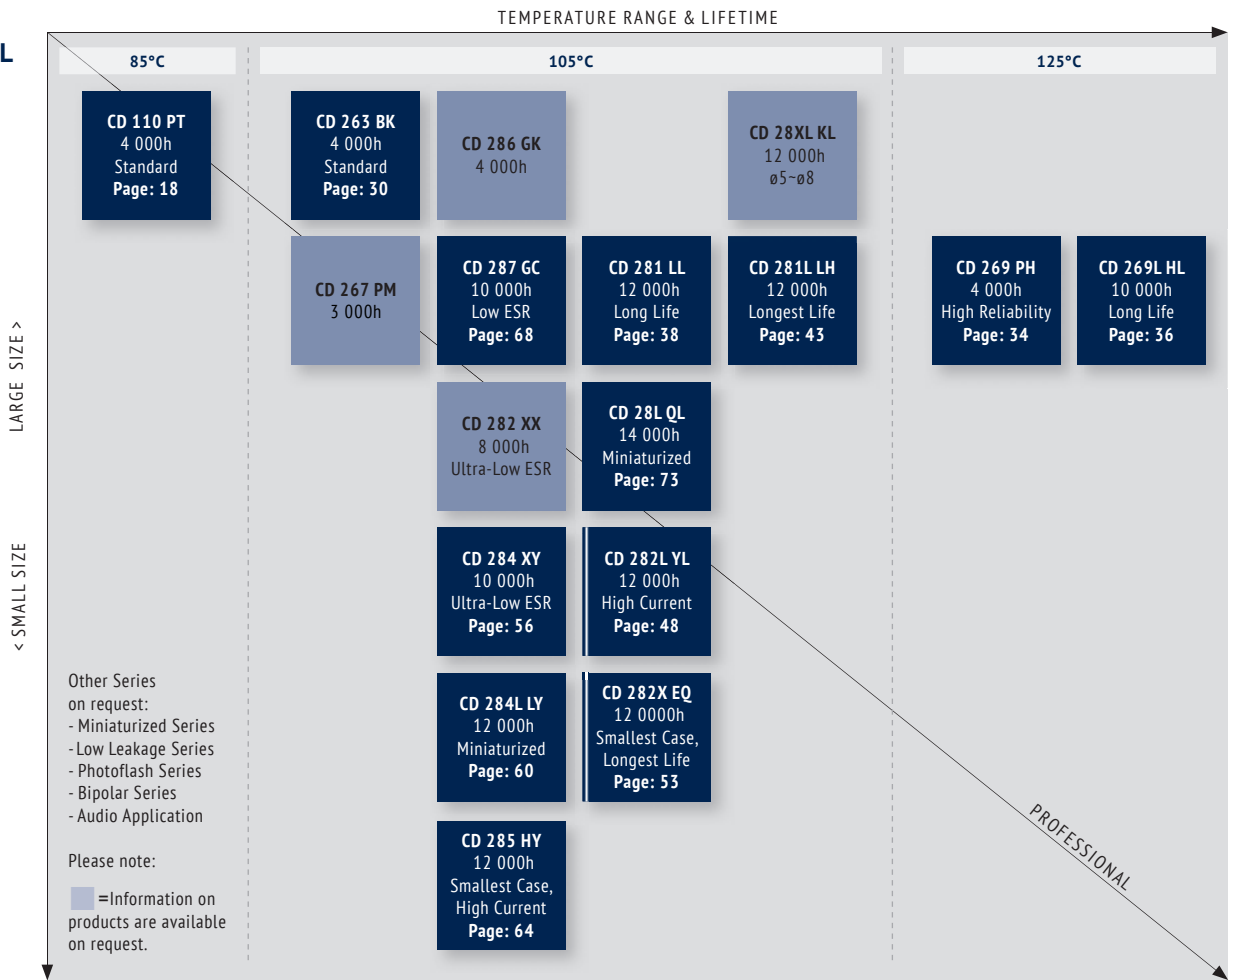 TEMPERATURE RANGE & LIFETIME
L
85°C
105°C
125°C
CD 110 PT
4 000h
Standard
Page: 18
CD 263 BK
4 000h
Standard
Page: 30
CD 286 GK
4 000h
CD 28XL KL
12 000h
ø5~ø8
CD 267 PM
3 000h
CD 287 GC
10 000h
Low ESR
Page: 68
CD 281 LL
12 000h
Long Life
Page: 38
CD 281L LH
12 000h
Longest Life
Page: 43
CD 269 PH
4 000h
High Reliability
Page: 34
CD 269L HL
10 000h
Long Life
Page: 36
LARGE SIZE >
CD 282 XX
8 000h
Ultra-Low ESR
CD 28L QL
14 000h
Miniaturized
Page: 73
< SMALL SIZE
CD 284 XY
10 000h
Ultra-Low ESR
Page: 56
CD 282L YL
12 000h
High Current
Page: 48
CD 284L LY
12 000h
Miniaturized
Page: 60
CD 282X EQ
12 0000h
Smallest Case,
Longest Life
Page: 53
CD 285 HY
12 000h
Smallest Case,
High Current
Page: 64
Other Series
on request:
- Miniaturized Series
- Low Leakage Series
- Photoflash Series
- Bipolar Series
- Audio Application
Please note:
=Information on
products are available
on request.
PROFESSIONAL